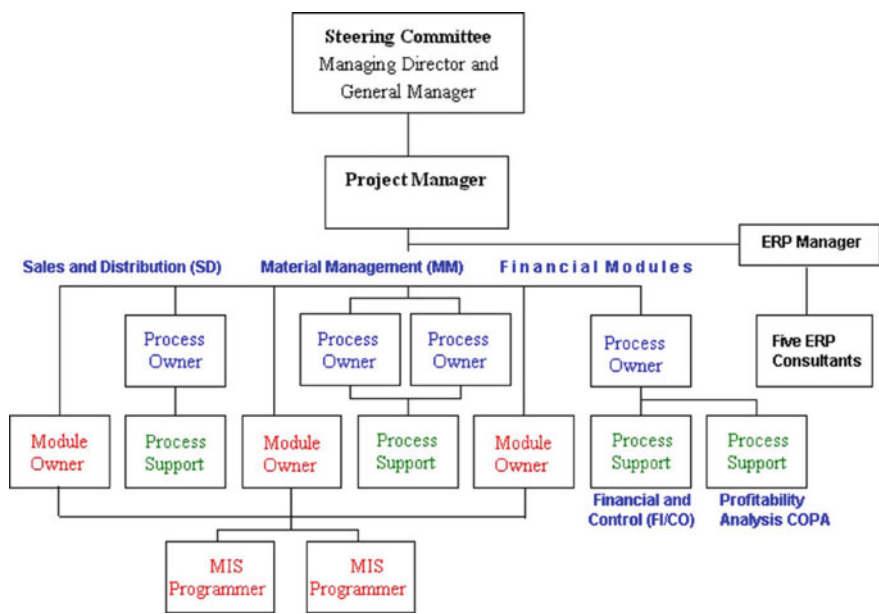 Steering Committee
Managing Director and
General Manager
Project Manager
ERP Manager
Sales and Distribution (SD)
Material Management (MM)
Financial Modules
Process
Owner
Process
Owner
Process
Owner
Process
Owner
Five ERP
Consultants
Module
Owner
Process
Support
Module
Owner
Process
Support
Module
Owner
Process
Support
Process
Support
Financial and
Control (FI/CO)
Profitability
Analysis COPA
MIS
Programmer
MIS
Programmer